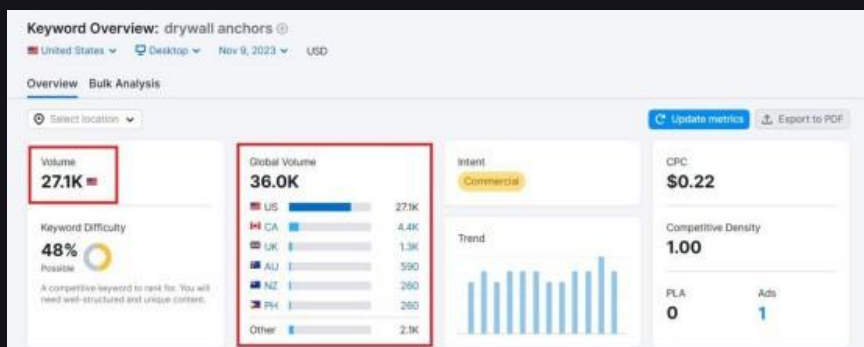 Keyword Overview: drywall anchors
United States Desktop Nov 9, 2023 USD
Overview Bulk Analysis
Select location
Update metrics Export to PDF
Volume
27.1K
Keyword Difficulty
48%
Possible
A competitive keyword to rank for. You will
need well-structured and unique content.
Global Volume
36.0K
US 27.1K
CA 4.4K
UK 1.3K
AU 590
NZ 260
PH 260
Other 2.1K
Intent
Commercial
Trend
CPC
$0.22
Competitive Density
1.00
PLA Ads
0 1